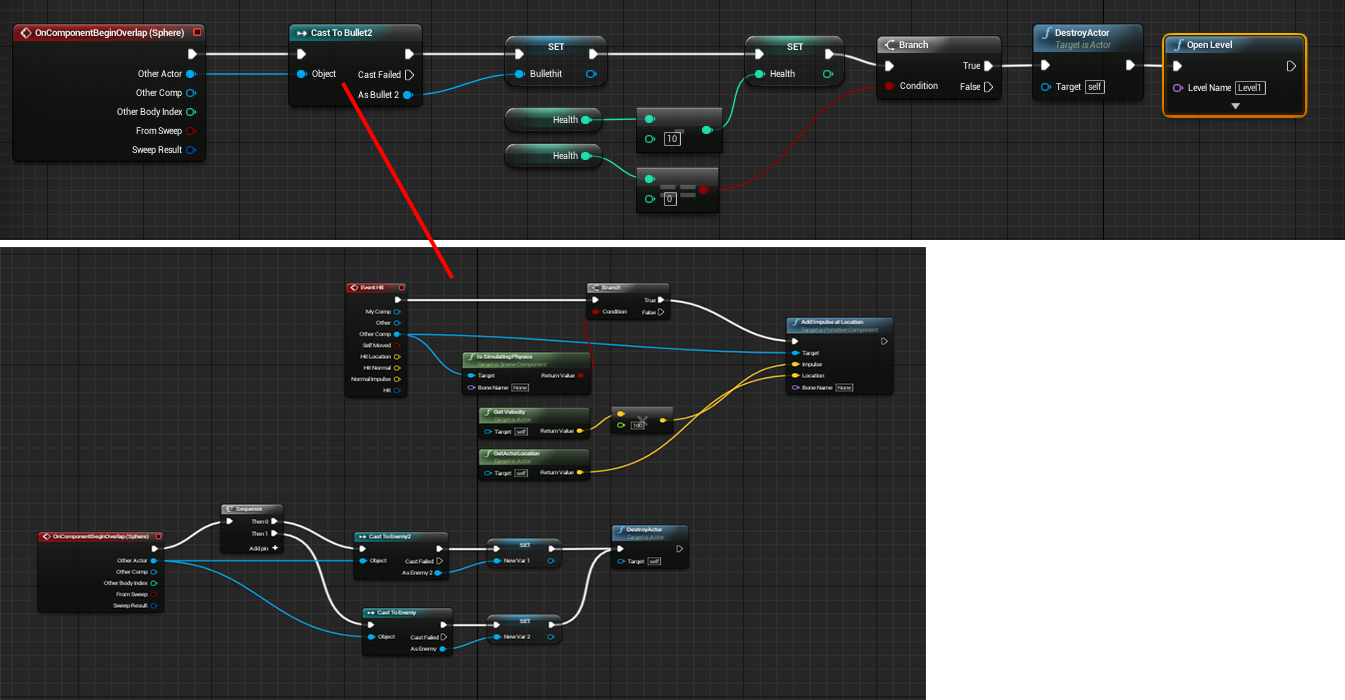 OnComponentBeginOverlap (Sphere)
Other Actor
Other Comp
Other Body Index
From Sweep
Sweep Result
Cast To Bullet2
Object
Cast Failed
As Bullet 2
SET
Bullethit
Health
10
Health
0
SET
Health
Branch
True
Condition
False
DestroyActor
Target is Actor
Target
self
Open Level
Level Name
Level1
Event Hit
My Comp
Other
Other Comp
Self Moved
Hit Location
Hit Normal
Normal Impulse
Hit
Is Simulating Physics
Target is Scene Component
Target
Return Value
Bone Name
None
Get Velocity
Target is Actor
Target
self
Return Value
GetActorLocation
Target is Actor
Target
self
Return Value
100
Branch
True
Condition
False
Add Impulse at Location
Target is Primitive Component
Target
Impulse
Location
Bone Name
None
OnComponentBeginOverlap (Sphere)
Other Actor
Other Comp
Other Body Index
From Sweep
Sweep Result
Sequence
Then 0
Then 1
Add pin +
Cast To Enemy2
Object
Cast Failed
As Enemy 2
SET
New Var 1
Cast To Enemy
Object
Cast Failed
As Enemy
SET
New Var 2
DestroyActor
Target is Actor
Target
self